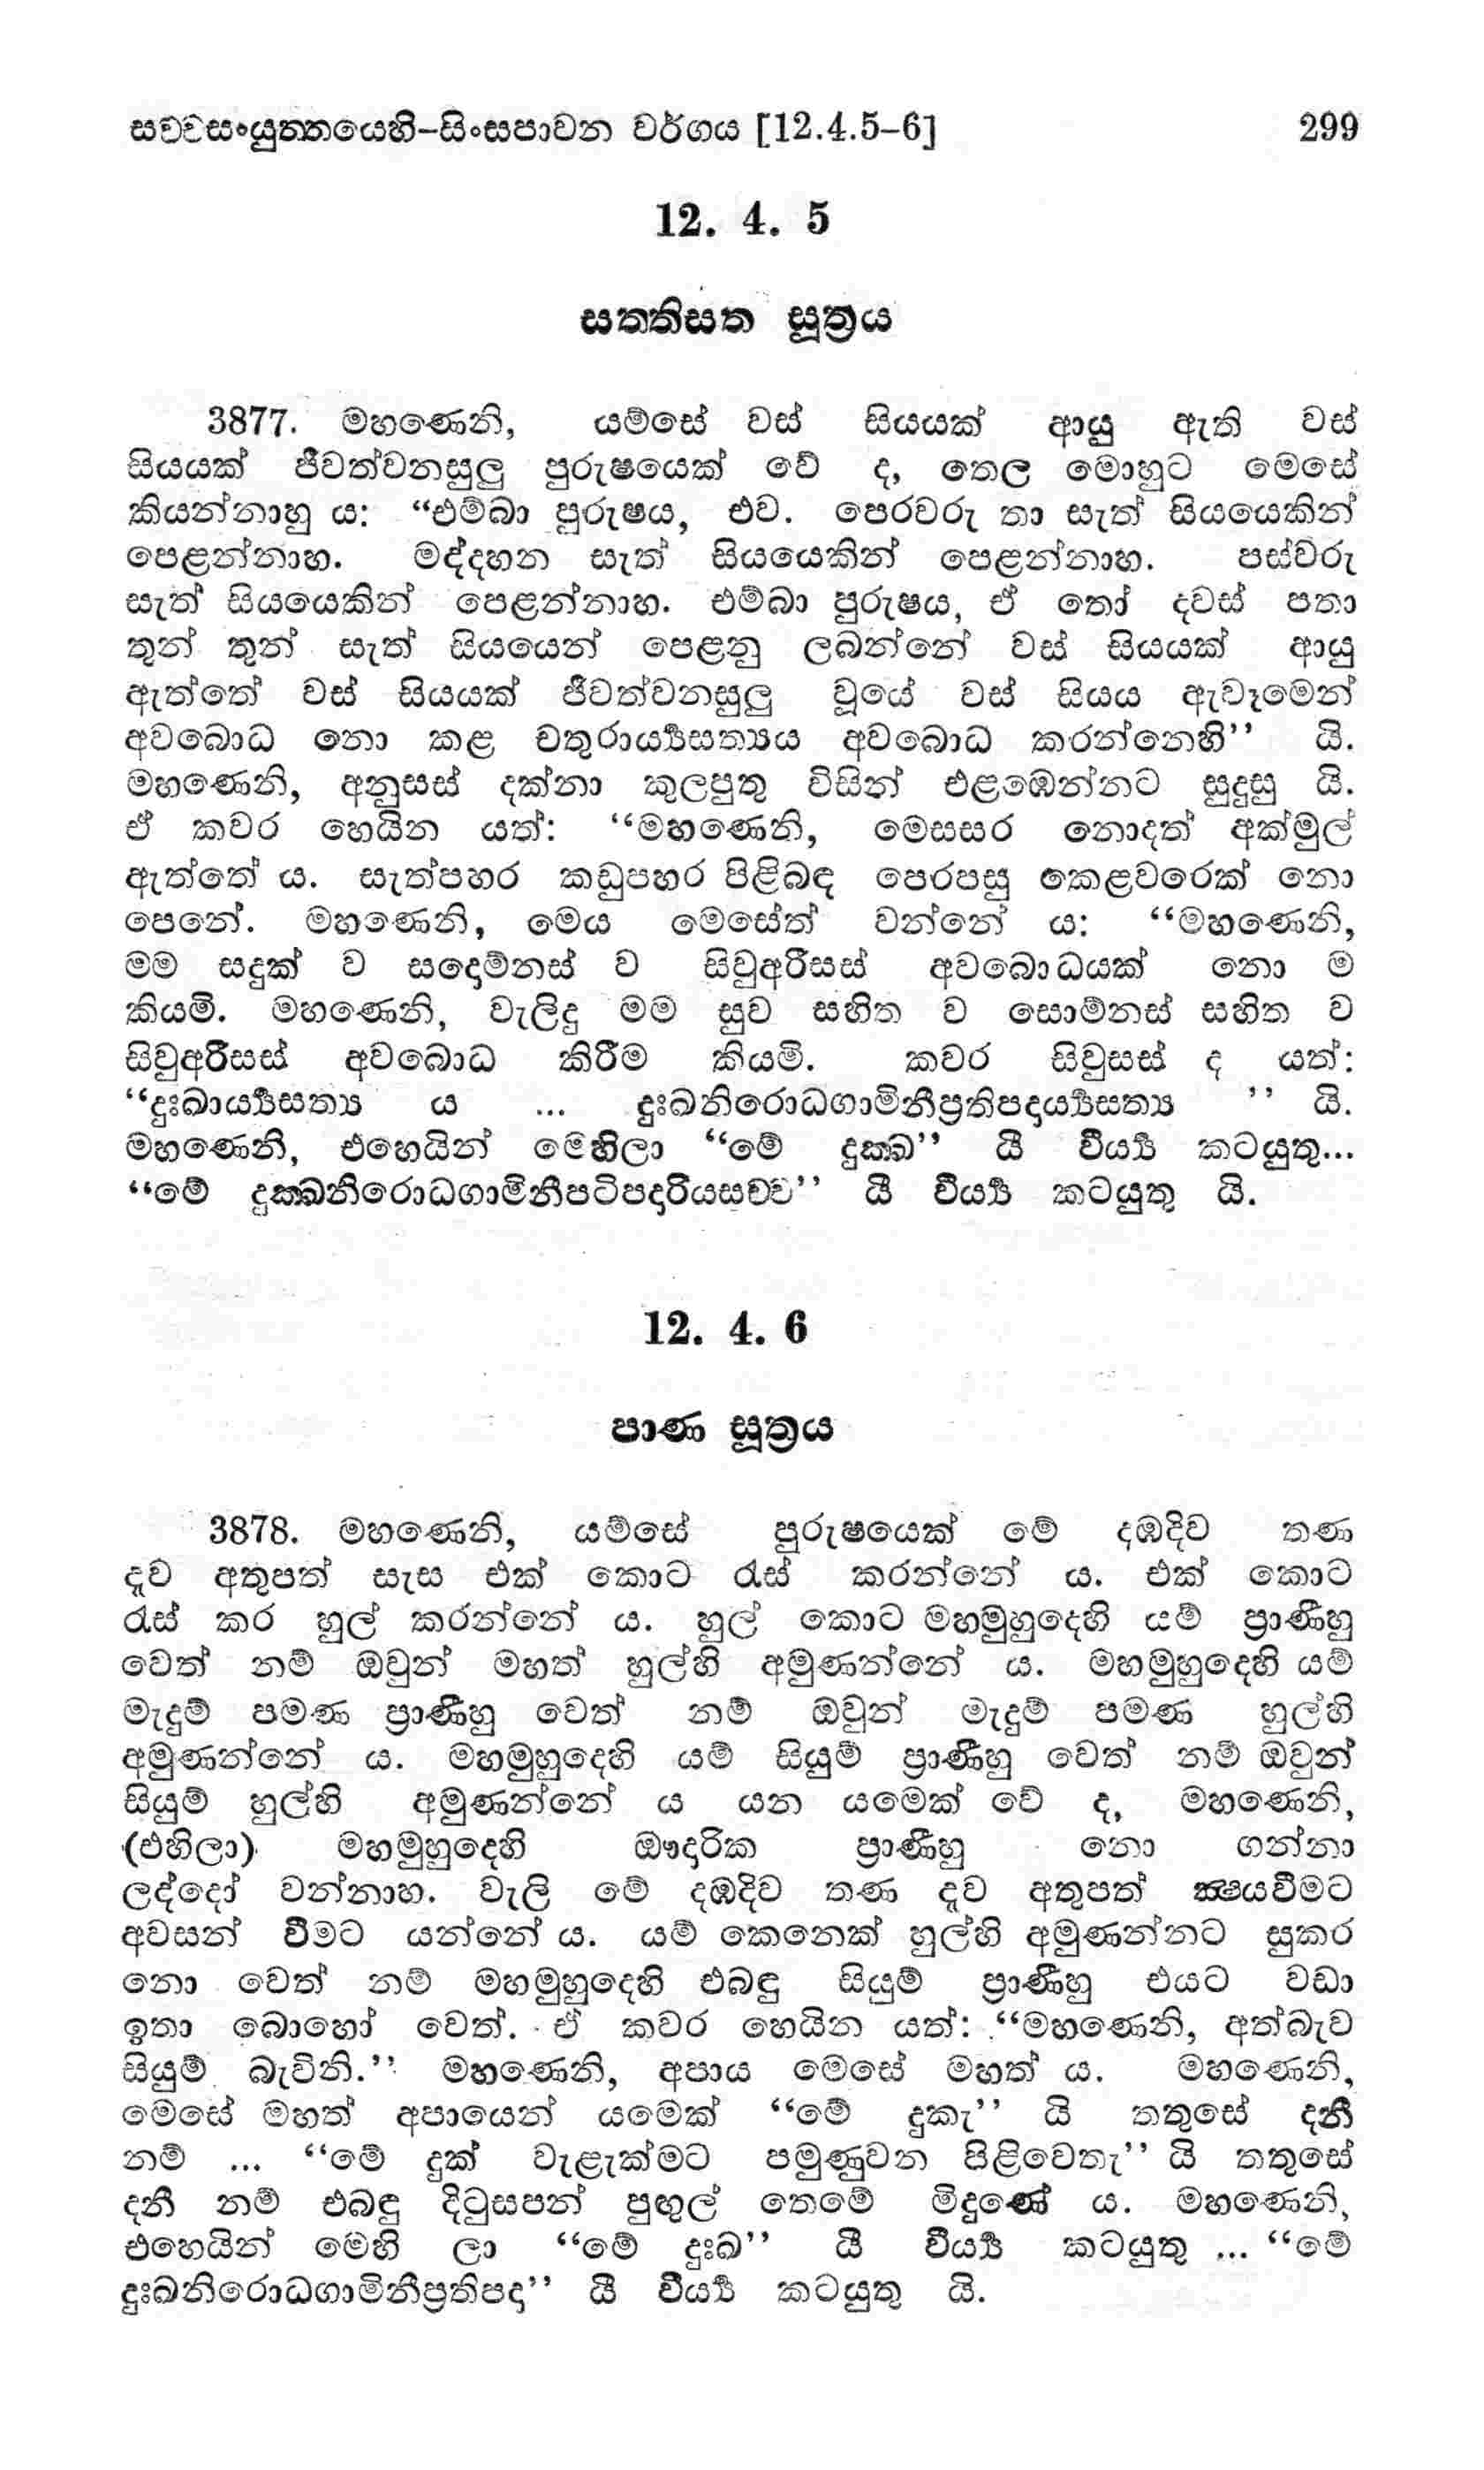 සච්චසංයුත්තයෙහි-සිංසපාවන වර්ගය [12.4.5-6] 299
12. 4. 5
සත්තිසත සූත්‍රය
3877. මහණෙනි, යම්සේ වස් සියයක් ආයු ඇති වස්
සියයක් ජීවත්වනසුලු පුරුෂයෙක් වේ ද, තෙල මොහුට මෙසේ
කියන්නාහු ය: “එම්බා පුරුෂය, එව. පෙරවරු තා සැත් සියයෙකින්
පෙළන්නාහ. මද්දහන සැත් සියයෙකින් පෙළන්නාහ. පස්වරු
සැත් සියයෙකින් පෙළන්නාහ. එම්බා පුරුෂය, ඒ තෝ දවස් පතා
තුන් තුන් සැත් සියයෙන් පෙළනු ලබන්නේ වස් සියයක් ආයු
ඇත්තේ වස් සියයක් ජීවත්වනසුලු වූයේ වස් සියය ඇවෑමෙන්
අවබොධ නො කළ චතුරාර්‍ය්‍යසත්‍යය අවබොධ කරන්නෙහි’’ යි.
මහණෙනි, අනුසස් දක්නා කුලපුතු විසින් එළඹෙන්නට සුදුසු යි.
ඒ කවර හෙයින යත්: ‘‘මහණෙනි, මෙසසර නොදත් අක්මුල්
ඇත්තේ ය. සැත්පහර කඩුපහර පිළිබඳ පෙරපසු කෙළවරෙක් නො
පෙනේ. මහණෙනි, මෙය මෙසේත් වන්නේ ය: ‘‘මහණෙනි,
මම සදුක් ව සදොම්නස් ව සිවුඅරීසස් අවබොධයක් නො ම
කියමි. මහණෙනි, වැලිදු මම සුව සහිත ව සොම්නස් සහිත ව
සිවුඅරීසස් අවබොධ කිරීම කියමි. කවර සිවුසස් ද යත්:
‘‘දුඃඛාර්‍ය්‍යසත්‍ය ය ... දුඃඛනිරොධගාමිනීප්‍රතිපදාර්‍ය්‍යසත්‍ය ’’ යි.
මහණෙනි, එහෙයින් මෙහිලා ‘‘මේ දුක්ඛ’’ යී වීර්‍ය්‍ය කටයුතු...
‘‘මේ දුක්ඛනිරොධගාමිනීපටිපදාරියසච්ච’’ යී වීර්‍ය්‍ය කටයුතු යි.
12. 4. 6
පාණ සූත්‍රය
3878. මහණෙනි, යම්සේ පුරුෂයෙක් මේ දඹදිව තණ
දැව අතුපත් සැස එක් කොට රැස් කරන්නේ ය. එක් කොට
රැස් කර හුල් කරන්නේ ය. හුල් කොට මහමුහුදෙහි යම් ප්‍රාණීහු
වෙත් නම් ඔවුන් මහත් හුල්හි අමුණන්නේ ය. මහමුහුදෙහි යම්
මැදුම් පමණ ප්‍රාණීහු වෙත් නම් ඔවුන් මැදුම් පමණ හුල්හි
අමුණන්නේ ය. මහමුහුදෙහි යම් සියුම් ප්‍රාණීහු වෙත් නම් ඔවුන්
සියුම් හුල්හි අමුණන්නේ ය යන යමෙක් වේ ද, මහණෙනි,
(එහිලා) මහමුහුදෙහි ඖදාරික ප්‍රාණීහු නො ගන්නා
ලද්දෝ වන්නාහ. වැලි මේ දඹදිව තණ දැව අතුපත් ක්‍ෂයවීමට
අවසන් වීමට යන්නේ ය. යම් කෙනෙක් හුල්හි අමුණන්නට සුකර
නො වෙත් නම් මහමුහුදෙහි එබඳු සියුම් ප්‍රාණීහු එයට වඩා
ඉතා බොහෝ වෙත්. ඒ කවර හෙයින යත්: ‘‘මහණෙනි, අත්බැව
සියුම් බැවිනි.’’ මහණෙනි, අපාය මෙසේ මහත් ය. මහණෙනි,
මෙසේ මහත් අපායෙන් යමෙක් ‘‘මේ දුකැ’’ යි තතුසේ දනී
නම් ... ‘‘මේ දුක් වැළැක්මට පමුණුවන පිළිවෙතැ’’ යි තතුසේ
දනී නම් එබඳු දිටුසපන් පුඟුල් තෙමේ මිදුණේ ය. මහණෙනි,
එහෙයින් මෙහි ලා ‘‘මේ දුඃඛ’’ යී වීර්‍ය්‍ය කටයුතු ... ‘‘මේ
දුඃඛනිරොධගාමිනීප්‍රතිපදා’’ යී වීර්‍ය්‍ය කටයුතු යි.